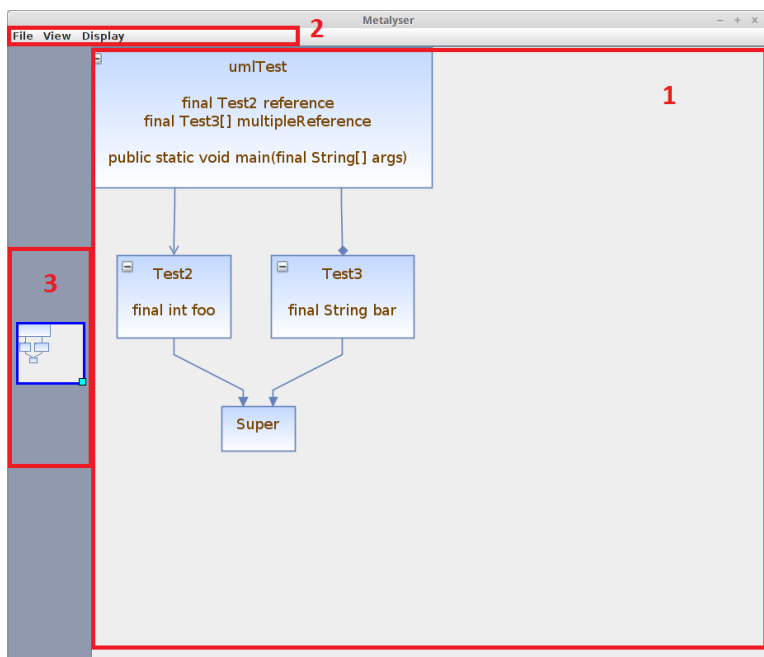 Metalyser
File View Display
2
1
umlTest
final Test2 reference
final Test3[] multipleReference
public static void main(final String[] args)
3
Test2
final int foo
Test3
final String bar
Super